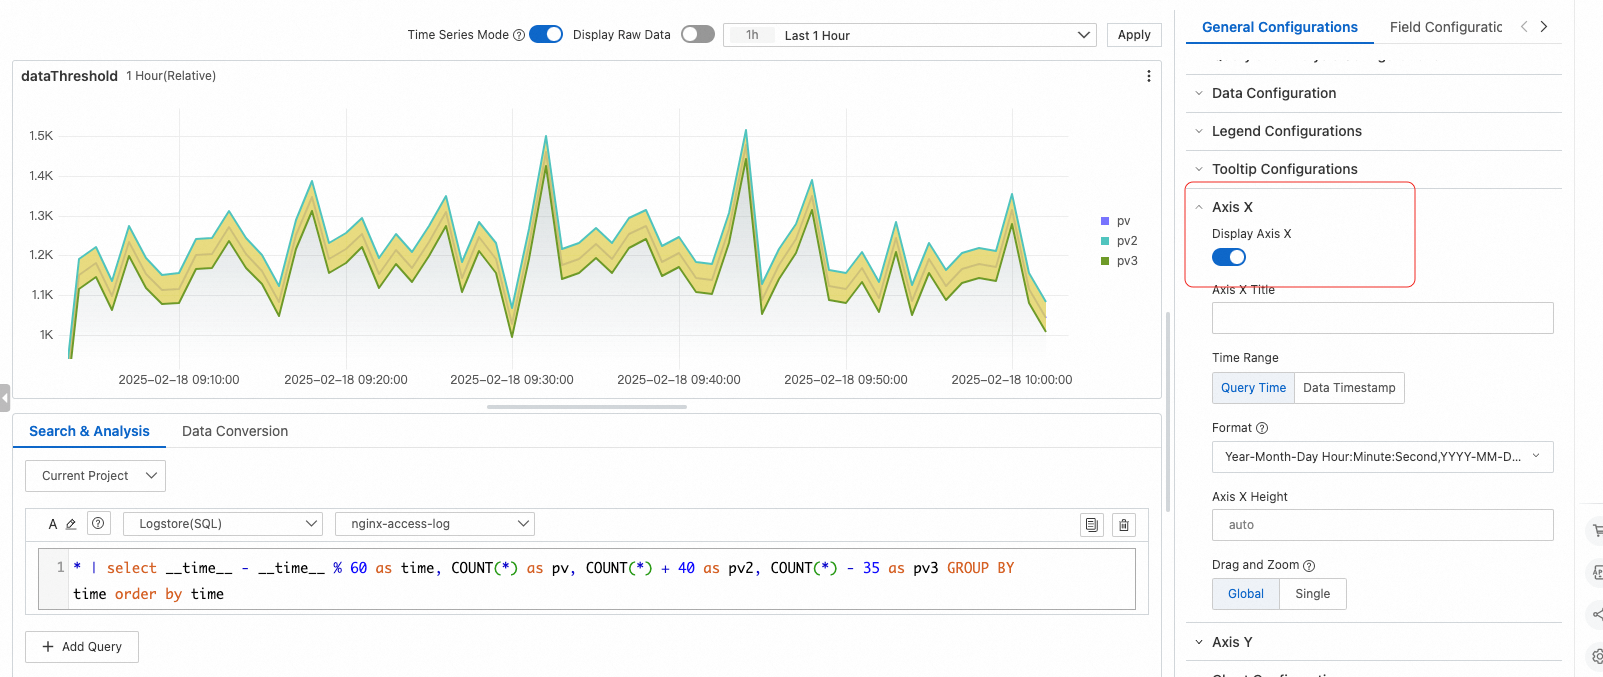 Time Series Mode
Display Raw Data
1h
Last 1 Hour
Apply
General Configurations
Field Configuratic
dataThreshold
1 Hour(Relative)
1.5K
1.4K
1.3K
1.2K
1.1K
1K
2025-02-18 09:10:00
2025-02-18 09:20:00
2025-02-18 09:30:00
2025-02-18 09:40:00
2025-02-18 09:50:00
2025-02-18 10:00:00
pv
pv2
pv3
Search & Analysis
Data Conversion
Current Project
A
Logstore(SQL)
nginx-access-log
1
* | select __time__ - __time__ % 60 as time, COUNT(*) as pv, COUNT(*) + 40 as pv2, COUNT(*) - 35 as pv3 GROUP BY
time order by time
+ Add Query
Data Configuration
Legend Configurations
Tooltip Configurations
Axis X
Display Axis X
Axis X Title
Time Range
Query Time
Data Timestamp
Format
Year-Month-Day Hour:Minute:Second,YYYY-MM-D...
Axis X Height
auto
Drag and Zoom
Global
Single
Axis Y